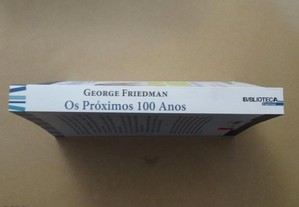 GEORGE FRIEDMAN
Os Próximos 100 Anos
BIBLIOTECA